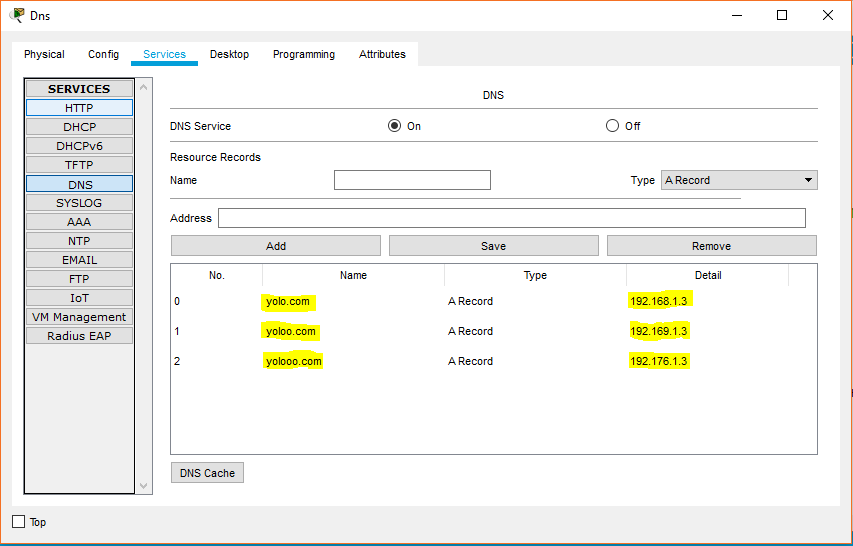 Dns
Physical Config Services Desktop Programming Attributes
SERVICES
HTTP
DHCP
DHCPv6
TFTP
DNS
SYSLOG
AAA
NTP
EMAIL
FTP
IoT
VM Management
Radius EAP
DNS
DNS Service On Off
Resource Records
Name Type A Record
Address
Add Save Remove
No. Name Type Detail
0 yolo.com A Record 192.168.1.3
1 yoloo.com A Record 192.169.1.3
2 yolooo.com A Record 192.176.1.3
DNS Cache
Top